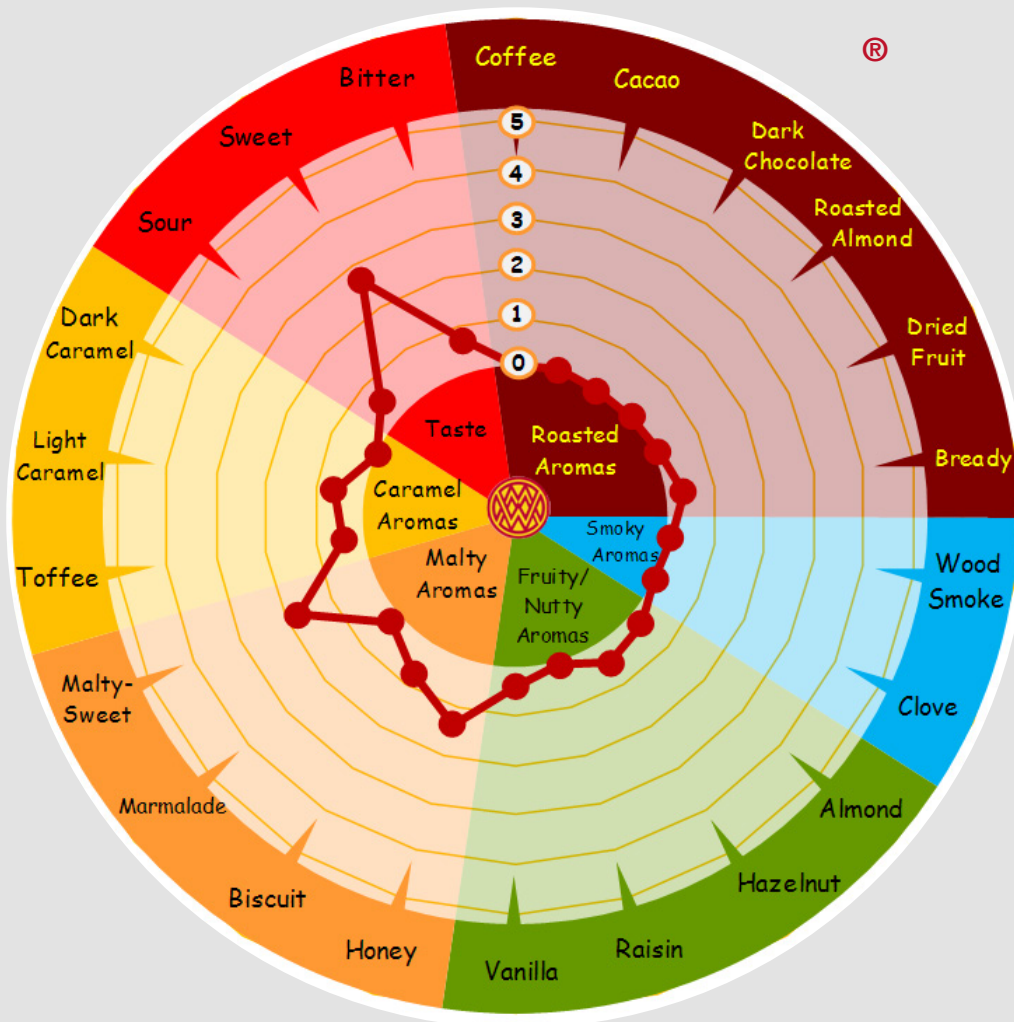 ®
Coffee
Cacao
Dark
Chocolate
Roasted
Almond
Dried
Fruit
Bready
Wood
Smoke
Clove
Almond
Hazelnut
Raisin
Vanilla
Honey
Biscuit
Marmalade
Malty-
Sweet
Toffee
Light
Caramel
Dark
Caramel
Sour
Sweet
Bitter
5
4
3
2
1
0
Taste
Roasted
Aromas
Smoky
Aromas
Fruity/
Nutty
Aromas
Malty
Aromas
Caramel
Aromas